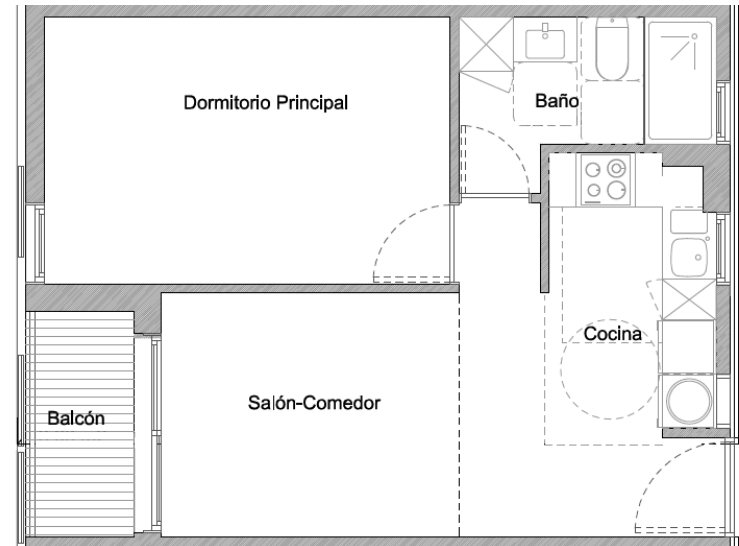 Dormitorio Principal
Baño
Cocina
Salón-Comedor
Balcón